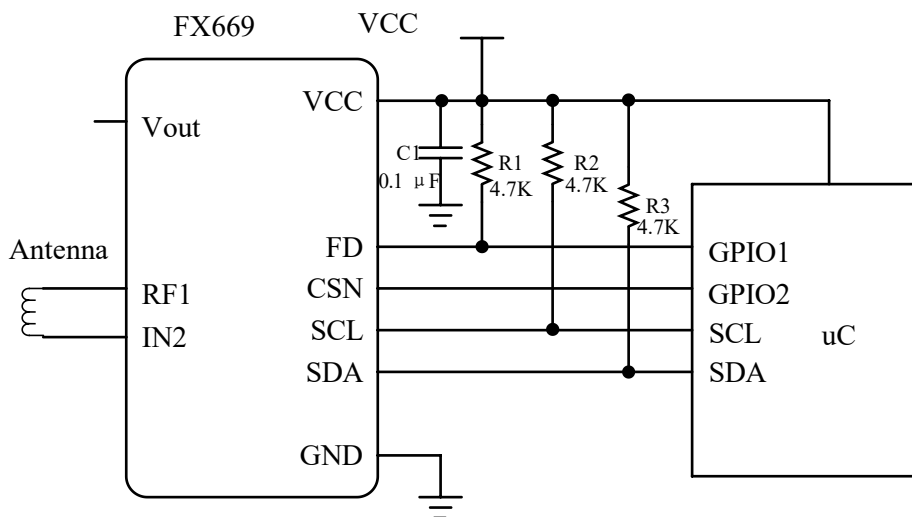 FX669
VCC
VCC
Vout
C1
0.1 μF
R1
4.7K
R2
4.7K
R3
4.7K
Antenna
FD
GPIO1
RF1
CSN
GPIO2
IN2
SCL
SCL
uC
SDA
SDA
GND